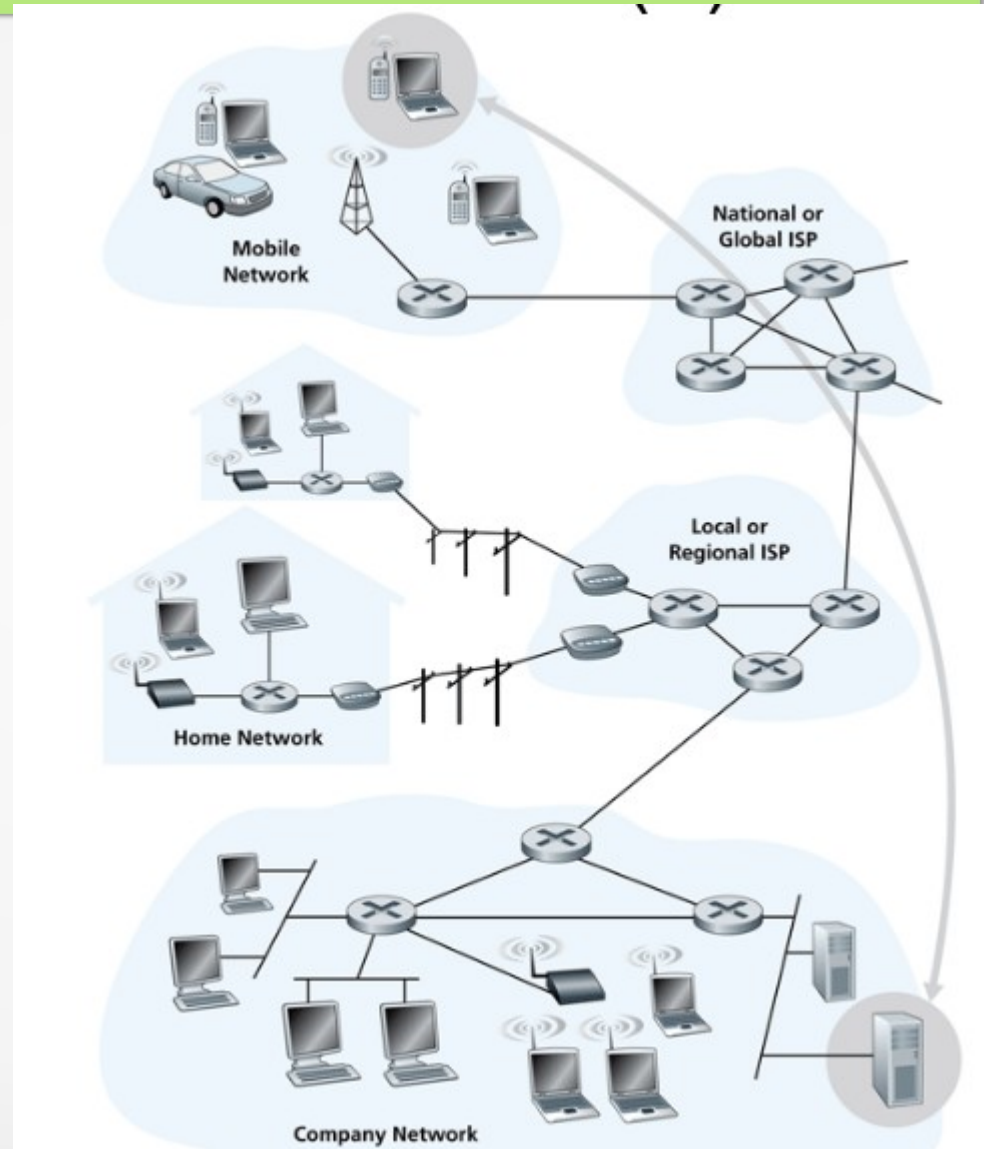 National or
Global ISP
Mobile
Network
Local or
Regional ISP
Home Network
Company Network